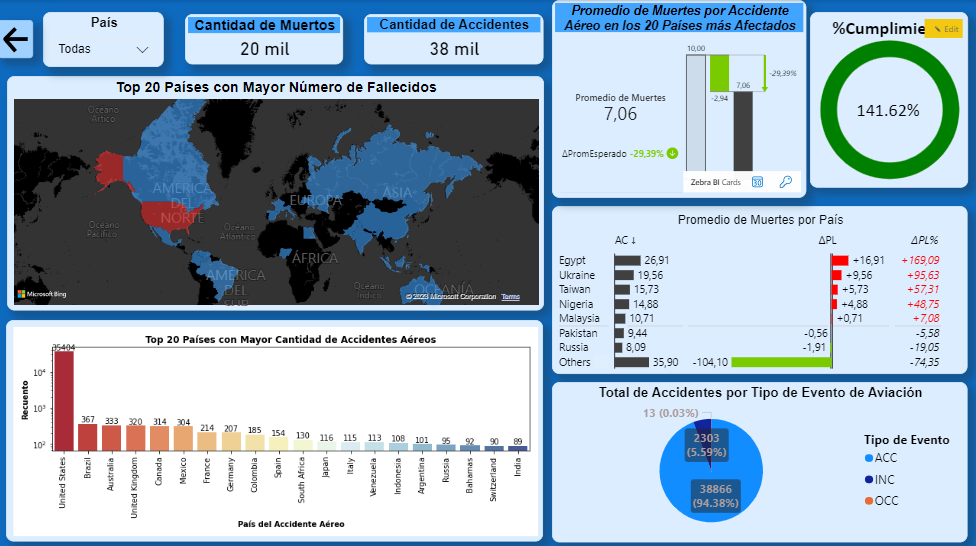 País
Todas
Cantidad de Muertos
20 mil
Cantidad de Accidentes
38 mil
Promedio de Muertes por Accidente
Aéreo en los 20 Países más Afectados
Promedio de Muertes
7,06
ΔPromEsperado -29,39%
10,00
-2,94
7,06
-29,39%
Zebra BI Cards
%Cumplimie
Edit
141.62%
Top 20 Países con Mayor Número de Fallecidos
Océano
Ártico
AMÉRICA
DEL
NORTE
EUROPA
ASIA
Océano
Pacífico
Océano
Atlántico
ÁFRICA
AMÉRICA
DEL
SUR
Océano
Índico
OCEANÍA
Microsoft Bing
© 2023 Microsoft Corporation Terms
Promedio de Muertes por País
AC ↓ ΔPL ΔPL%
Egypt 26,91 +16,91 +169,09
Ukraine 19,56 +9,56 +95,63
Taiwan 15,73 +5,73 +57,31
Nigeria 14,88 +4,88 +48,75
Malaysia 10,71 +0,71 +7,08
Pakistan 9,44 -0,56 -5,58
Russia 8,09 -1,91 -19,05
Others 35,90 -104,10 -74,35
Top 20 Países con Mayor Cantidad de Accidentes Aéreos
Recuento
10⁴
10³
10²
35404
367
333
320
314
304
214
207
185
154
130
116
115
113
108
101
95
92
90
89
United States
Brazil
Australia
United Kingdom
Canada
Mexico
France
Germany
Colombia
Spain
South Africa
Japan
Italy
Venezuela
Indonesia
Argentina
Russia
Bahamas
Switzerland
India
País del Accidente Aéreo
Total de Accidentes por Tipo de Evento de Aviación
13 (0.03%)
2303
(5.59%)
38866
(94.38%)
Tipo de Evento
ACC
INC
OCC